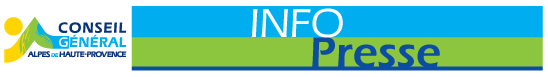 CONSEIL
GÉNÉRAL
ALPES DE HAUTE-PROVENCE
INFO
Presse